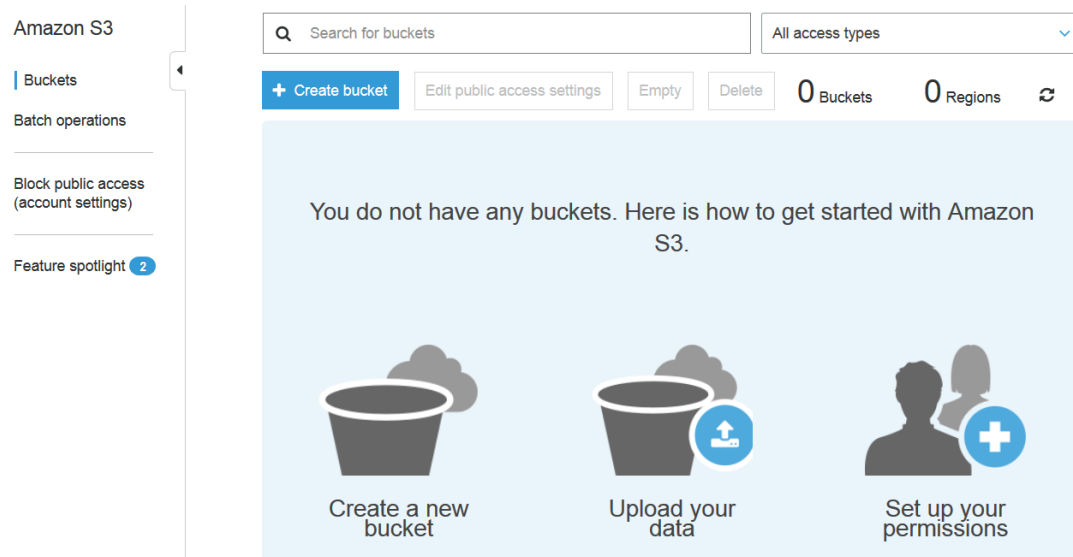 Amazon S3
Buckets
Batch operations
Block public access
(account settings)
Feature spotlight 2
Search for buckets
All access types
Create bucket
Edit public access settings
Empty
Delete
0 Buckets
0 Regions
You do not have any buckets. Here is how to get started with Amazon
S3.
Create a new
bucket
Upload your
data
Set up your
permissions